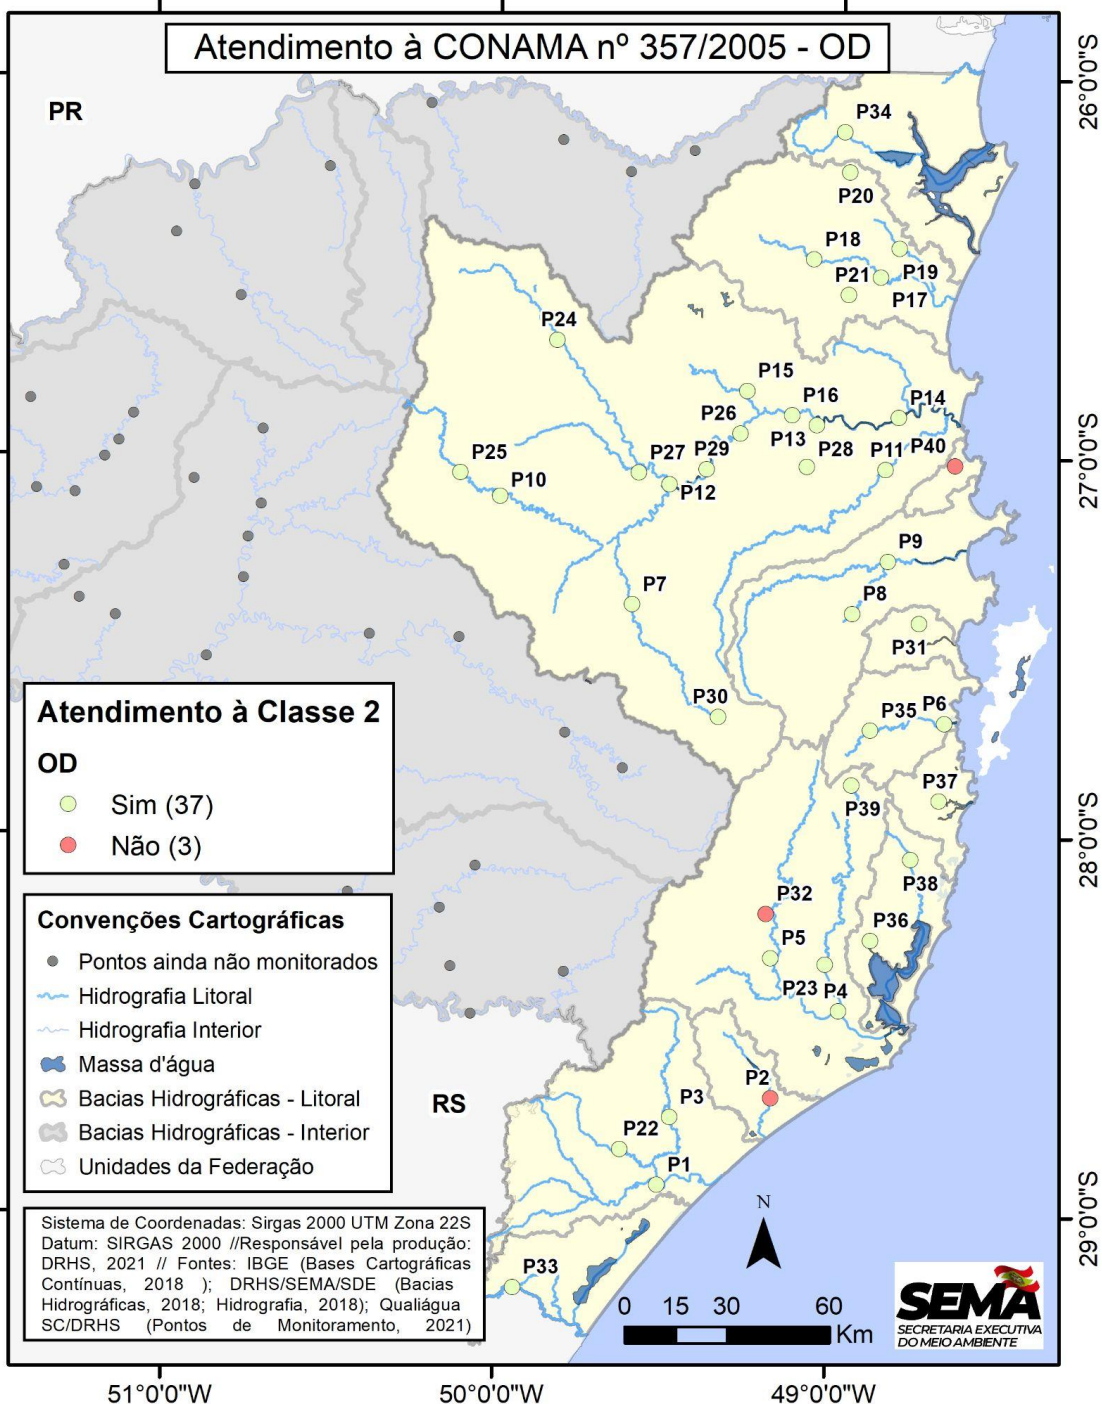 Atendimento à CONAMA nº 357/2005 - OD
26°0'0"S
PR
P34
P20
P18
P21
P19
P17
P24
P15
P16
P14
P26
P13
P28
P11
P40
P25
P10
P27
P29
P12
27°0'0"S
P9
P7
P8
P31
P30
P35
P6
P37
P39
28°0'0"S
P38
P32
P36
P5
P23
P4
P2
P3
P22
P1
P33
RS
29°0'0"S
Atendimento à Classe 2
OD
Sim (37)
Não (3)
Convenções Cartográficas
Pontos ainda não monitorados
Hidrografia Litoral
Hidrografia Interior
Massa d'água
Bacias Hidrográficas - Litoral
Bacias Hidrográficas - Interior
Unidades da Federação
Sistema de Coordenadas: Sirgas 2000 UTM Zona 22S
Datum: SIRGAS 2000 //Responsável pela produção:
DRHS, 2021 // Fontes: IBGE (Bases Cartográficas
Contínuas, 2018 ); DRHS/SEMA/SDE (Bacias
Hidrográficas, 2018; Hidrografia, 2018); Qualiágua
SC/DRHS (Pontos de Monitoramento, 2021)
N
0 15 30 60
Km
SEMA
SECRETARIA EXECUTIVA
DO MEIO AMBIENTE
51°0'0"W
50°0'0"W
49°0'0"W